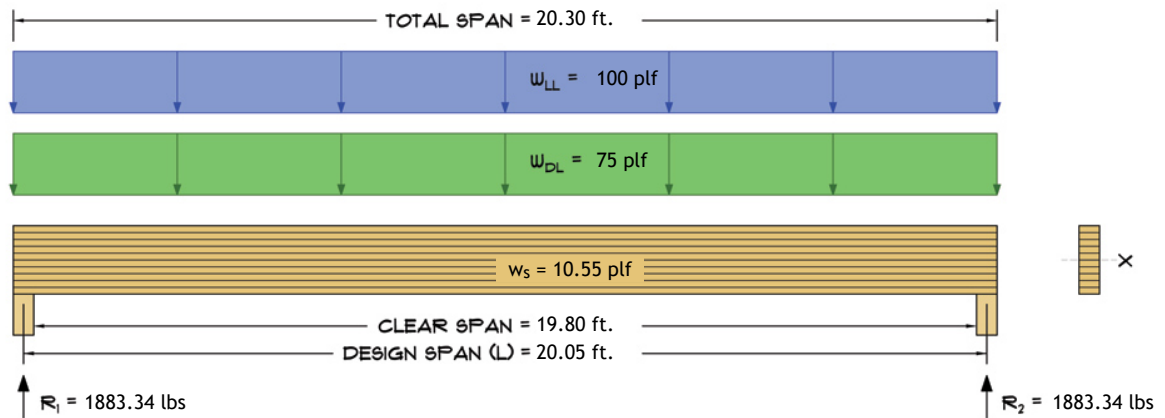 TOTAL SPAN = 20.30 ft.
wLL = 100 plf
wDL = 75 plf
ws = 10.55 plf
X
CLEAR SPAN = 19.80 ft.
DESIGN SPAN (L) = 20.05 ft.
R1 = 1883.34 lbs
R2 = 1883.34 lbs